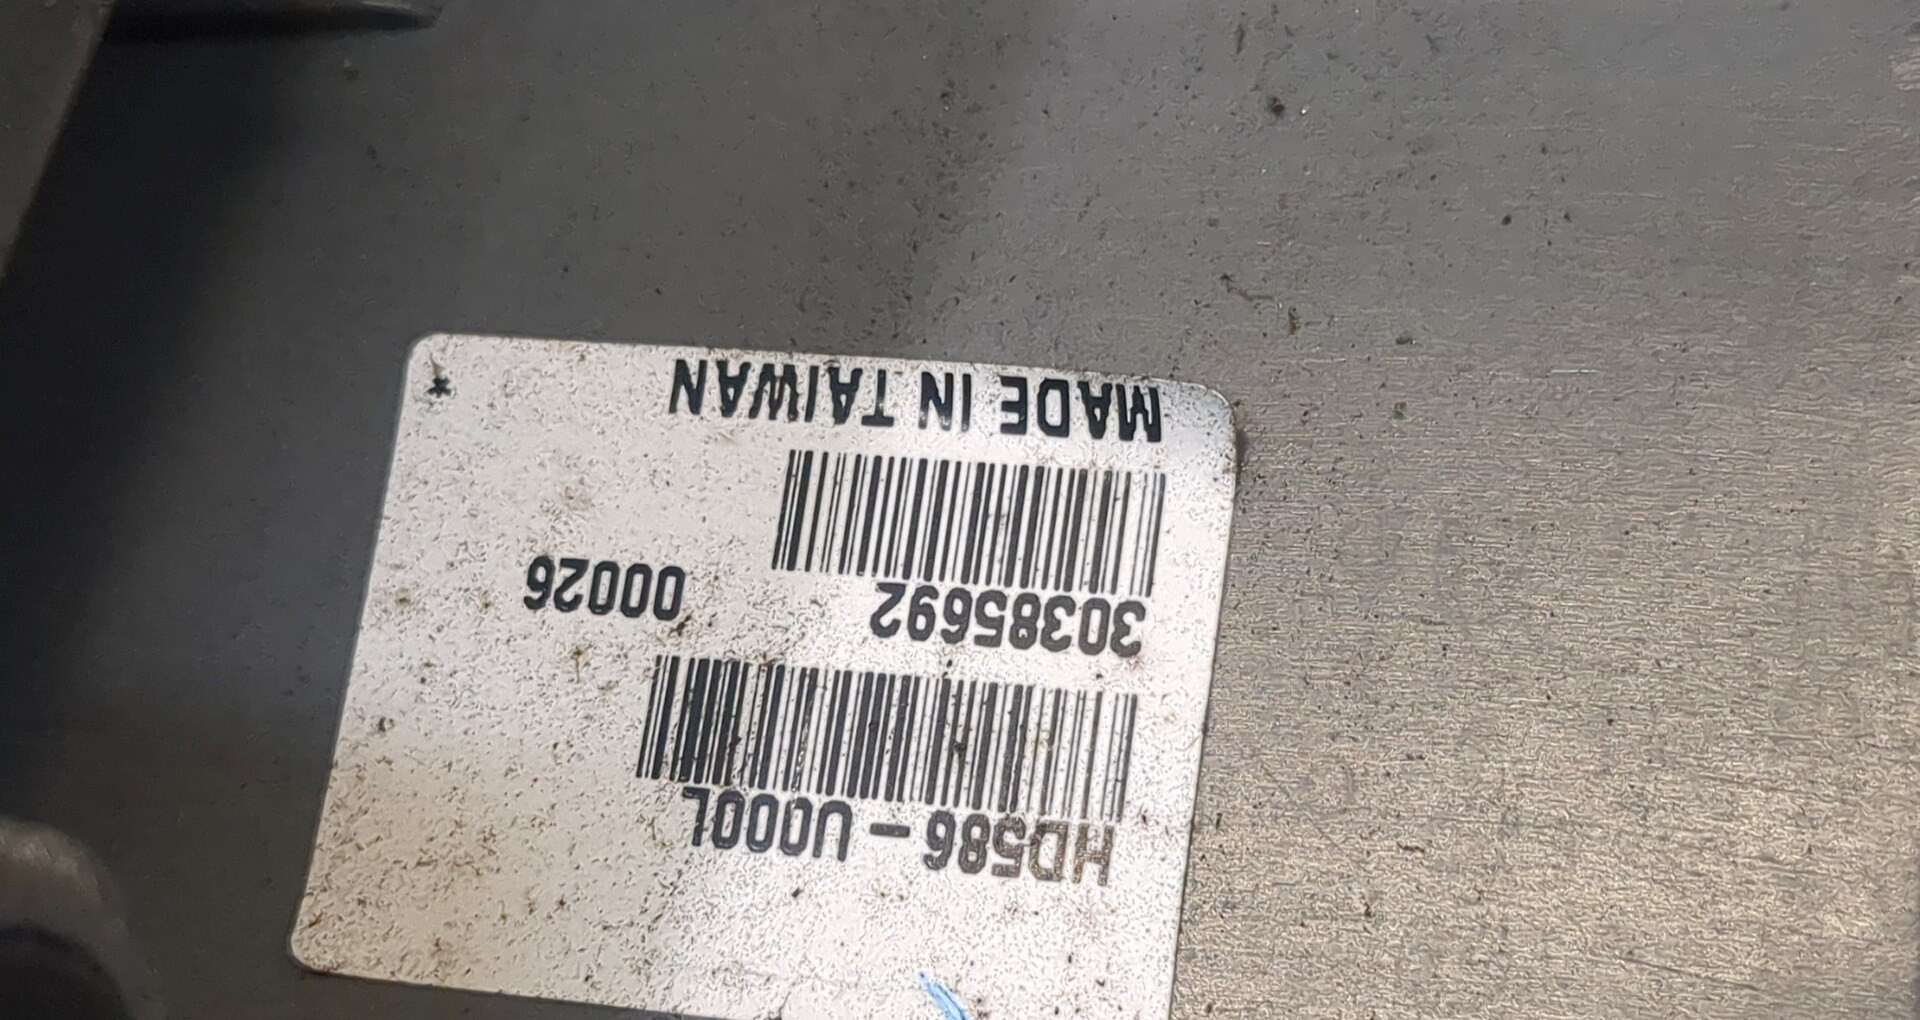 HD586-U000L
30385692 00026
MADE IN TAIWAN *